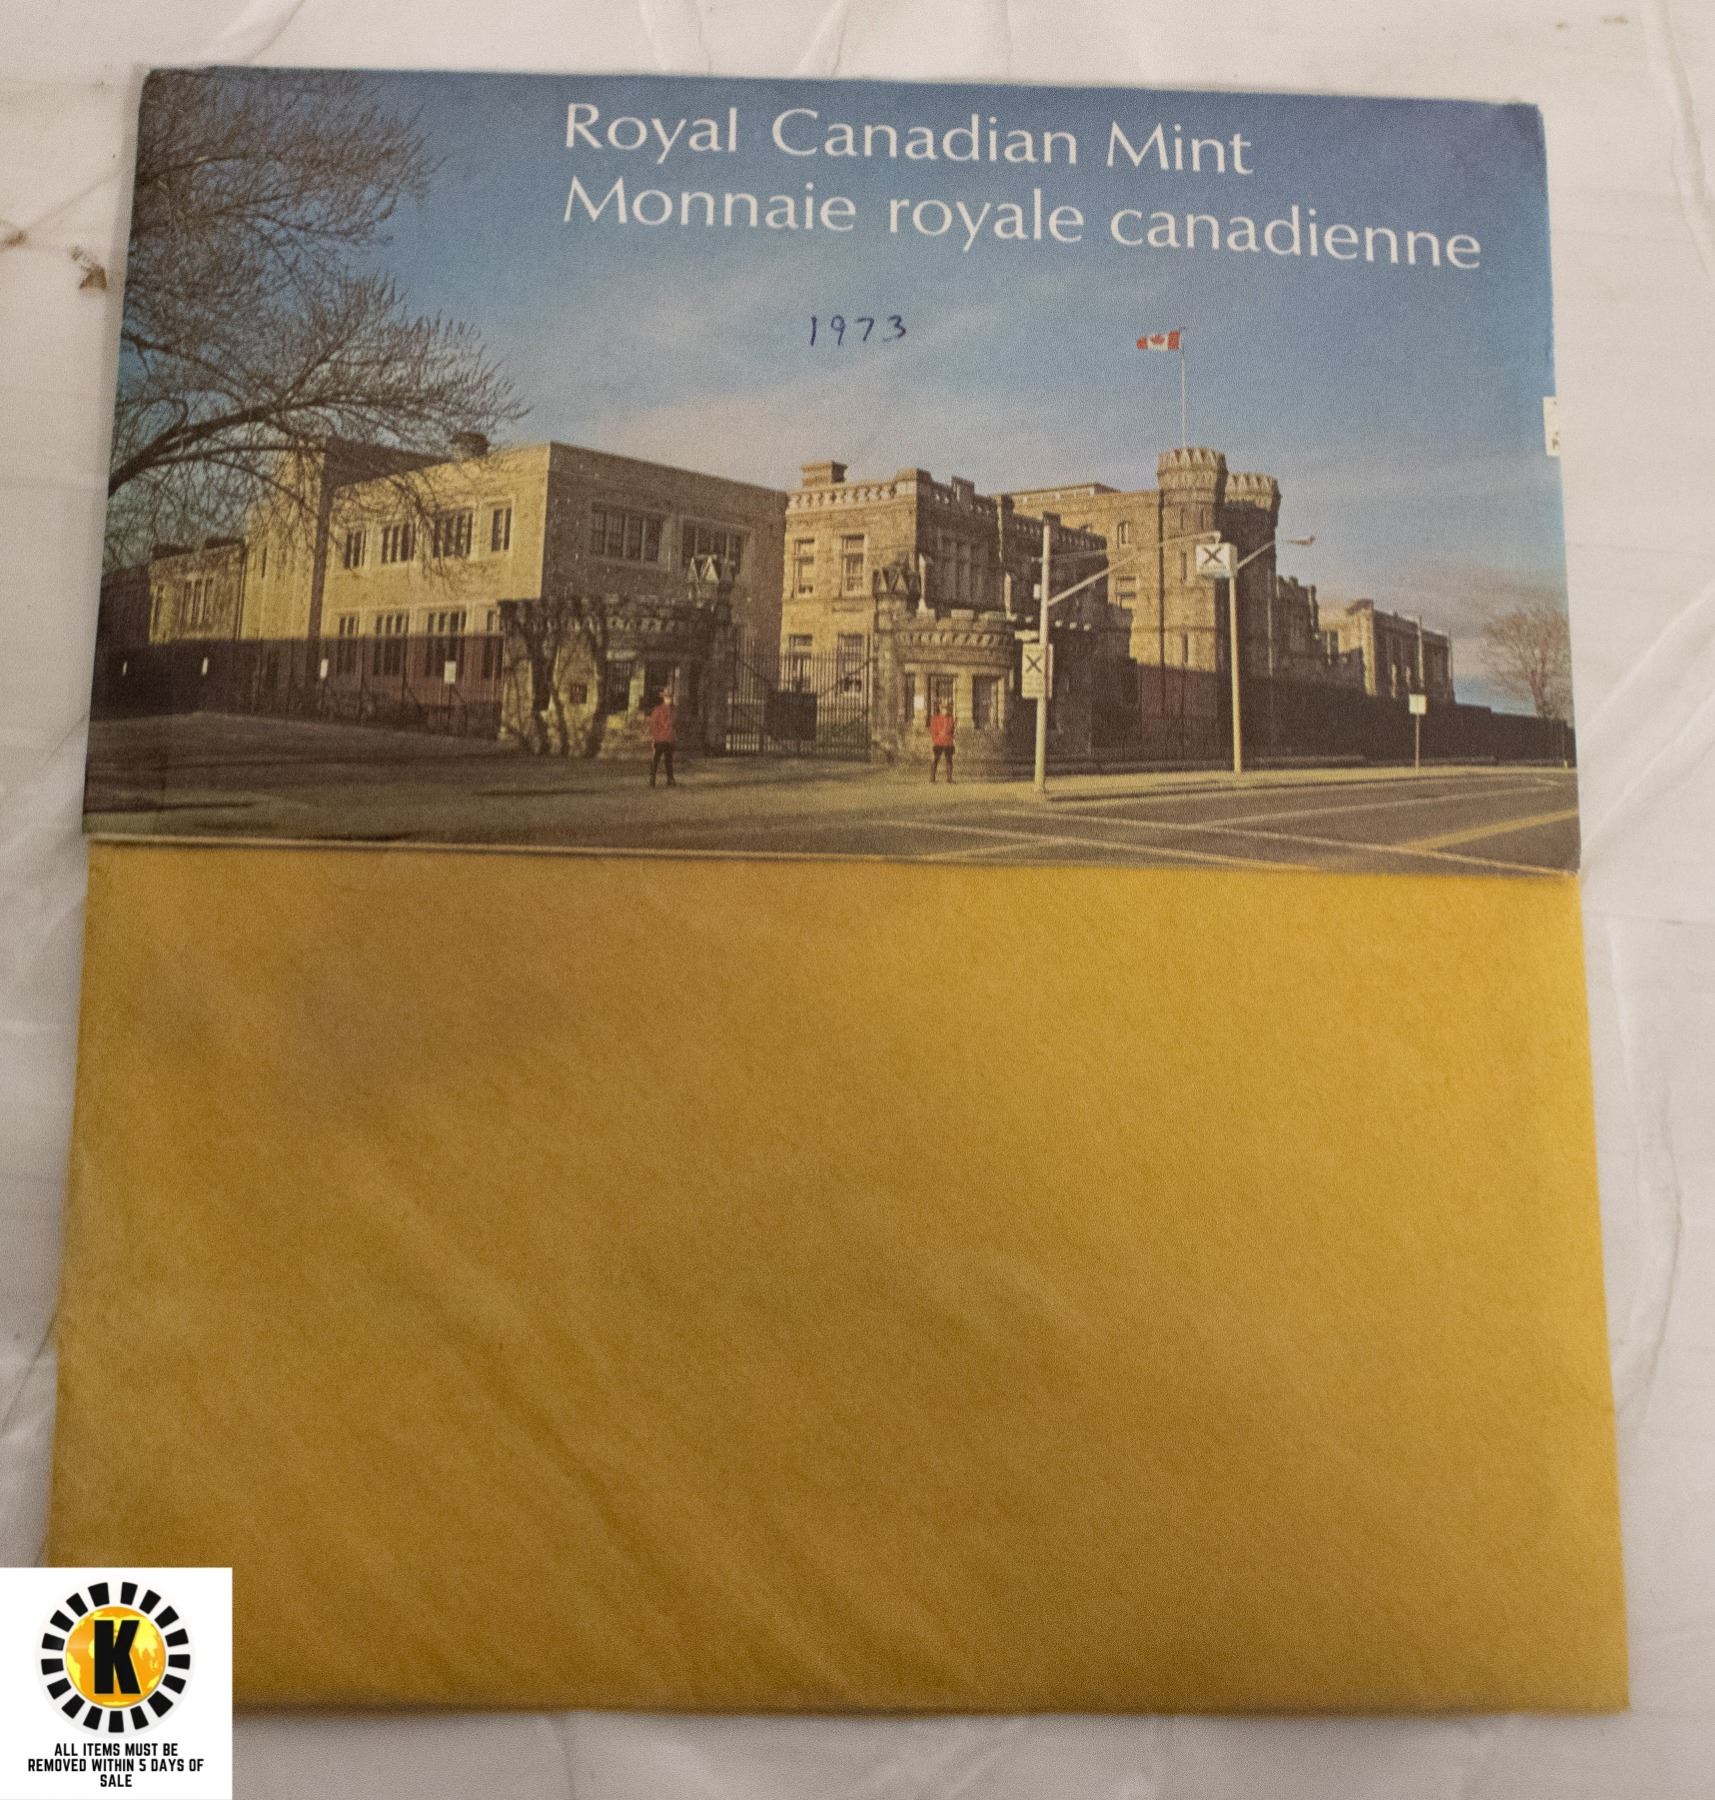 Royal Canadian Mint
Monnaie royale canadienne
1973
K
ALL ITEMS MUST BE
REMOVED WITHIN 5 DAYS OF
SALE